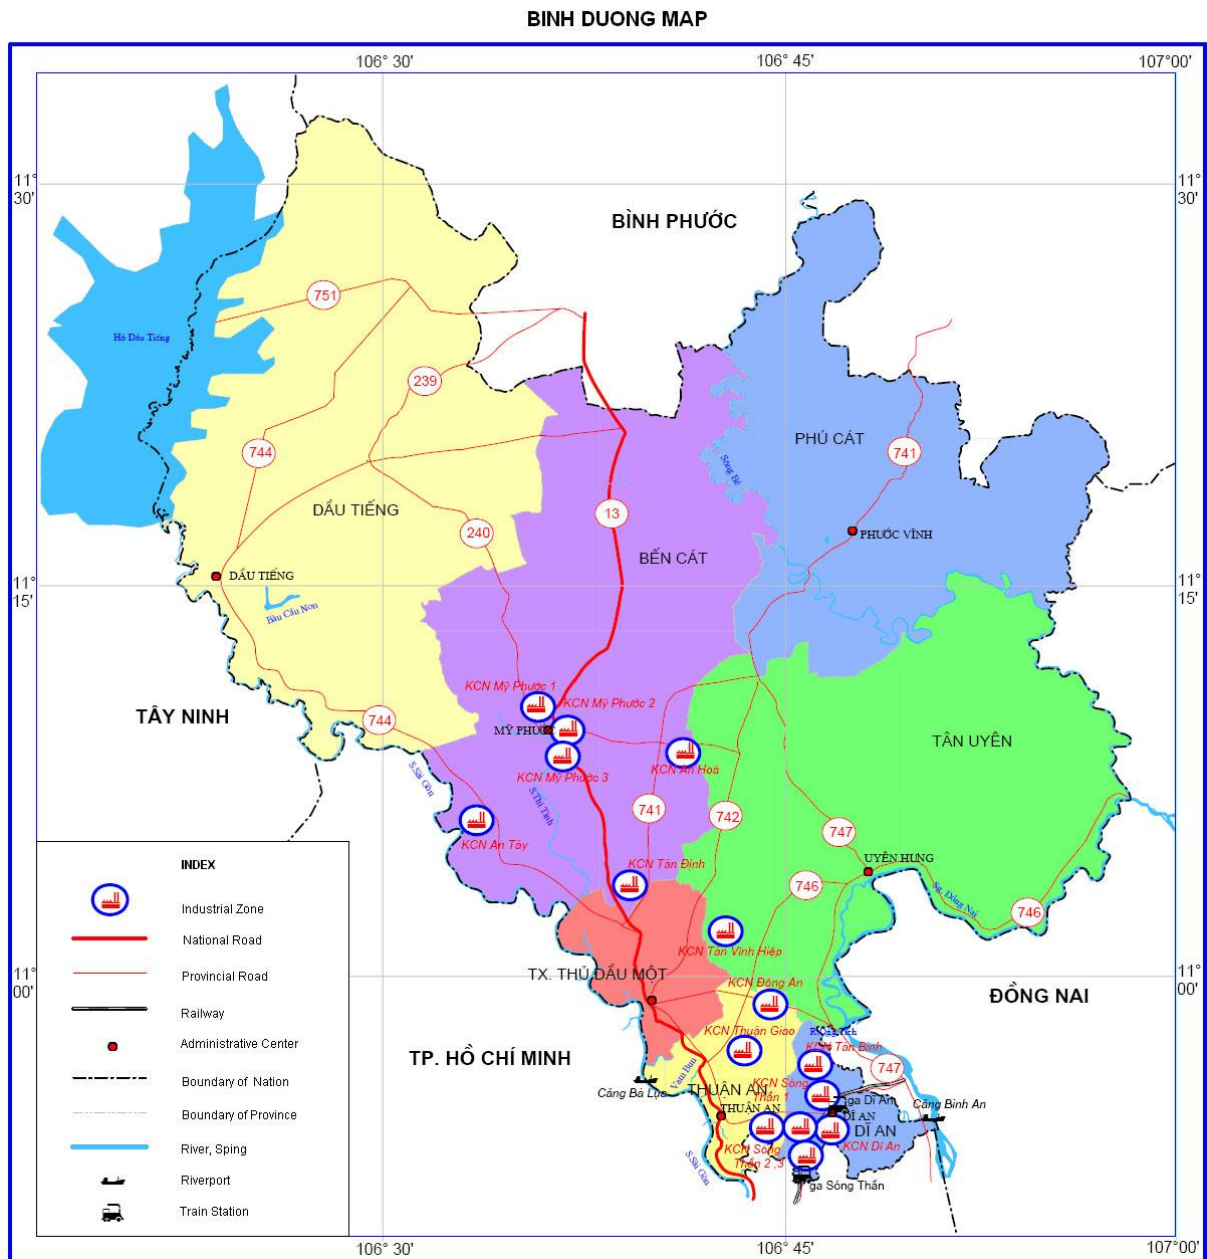 BINH DUONG MAP
106° 30'
106° 45'
107°00'
11°
30'
11°
30'
BÌNH PHƯỚC
751
Hồ Dầu Tiếng
239
PHÚ CÁT
744
741
Sông Bé
DẦU TIẾNG
13
240
PHƯỚC VĨNH
BẾN CÁT
DẦU TIẾNG
11°
15'
11°
15'
Bàu Cầu Non
KCN Mỹ Phước 1
KCN Mỹ Phước 2
TÂY NINH
744
MỸ PHƯỚC
TÂN UYÊN
S.Sài Gòn
KCN Mỹ Phước 3
KCN An Hoà
S.Thị Tính
741
742
747
KCN An Tây
KCN Tân Định
UYÊN HƯNG
746
Sg. Đồng Nai
746
KCN Tân Vĩnh Hiệp
TX. THỦ DẦU MỘT
KCN Đồng An
11°
00'
11°
00'
ĐỒNG NAI
KCN Thuận Giao
KCN Tân Bình
TP. HỒ CHÍ MINH
747
KCN Sóng
Thần 1
Cảng Bà Lụa
THUẬN AN
ga Dĩ An
Cảng Bình An
THUẬN AN
DĨ AN
DĨ AN
KCN Sóng
Thần 2 ,3
KCN Dĩ An
S.Sài Gòn
ga Sóng Thần
INDEX
Industrial Zone
National Road
Provincial Road
Railway
Administrative Center
Boundary of Nation
Boundary of Province
River, Sping
Riverport
Train Station
106° 30'
106° 45'
107°00'